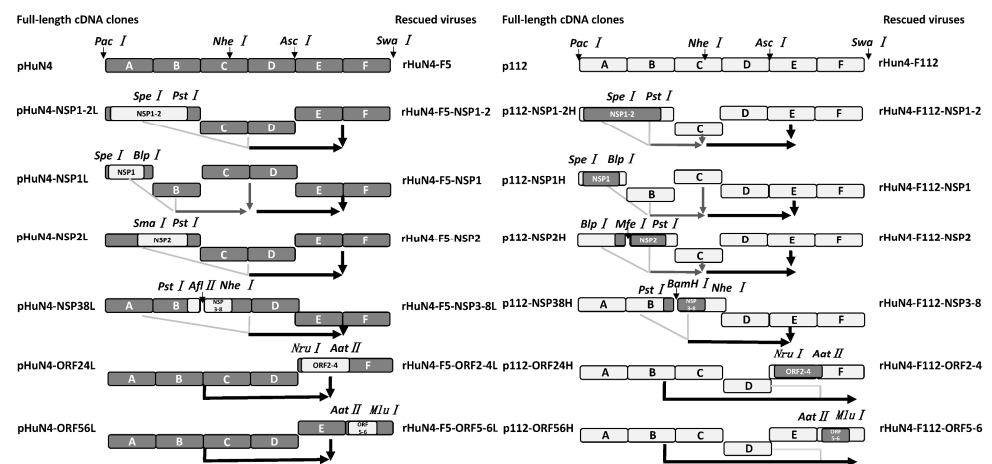 Full-length cDNA clones Rescued viruses
Pac I Nhe I Asc I Swa I
pHuN4 A B C D E F rHuN4-F5
Spe I Pst I
pHuN4-NSP1-2L NSP1-2 C D E F rHuN4-F5-NSP1-2
Spe I Blp I
pHuN4-NSP1L NSP1 B C D E F rHuN4-F5-NSP1
Sma I Pst I
pHuN4-NSP2L NSP2 C D E F rHuN4-F5-NSP2
Pst I Afl II Nhe I
pHuN4-NSP38L A B NSP 3-8 D E F rHuN4-F5-NSP3-8L
Nru I Aat II
pHuN4-ORF24L A B C D ORF2-4 F rHuN4-F5-ORF2-4L
Aat II Mlu I
pHuN4-ORF56L A B C D E ORF 5-6 rHuN4-F5-ORF5-6L
Full-length cDNA clones Rescued viruses
Pac I Nhe I Asc I Swa I
p112 A B C D E F rHun4-F112
Spe I Pst I
p112-NSP1-2H NSP1-2 C D E F rHuN4-F112-NSP1-2
Spe I Blp I
p112-NSP1H NSP1 B C D E F rHuN4-F112-NSP1
Blp I Mfe I Pst I
p112-NSP2H NSP2 C D E F rHuN4-F112-NSP2
Pst I BamH I Nhe I
p112-NSP38H A B NSP 3-8 D E F rHuN4-F112-NSP3-8
Nru I Aat II
p112-ORF24H A B C D ORF2-4 F rHuN4-F112-ORF2-4
Aat II Mlu I
p112-ORF56H A B C D E ORF 5-6 rHuN4-F112-ORF5-6